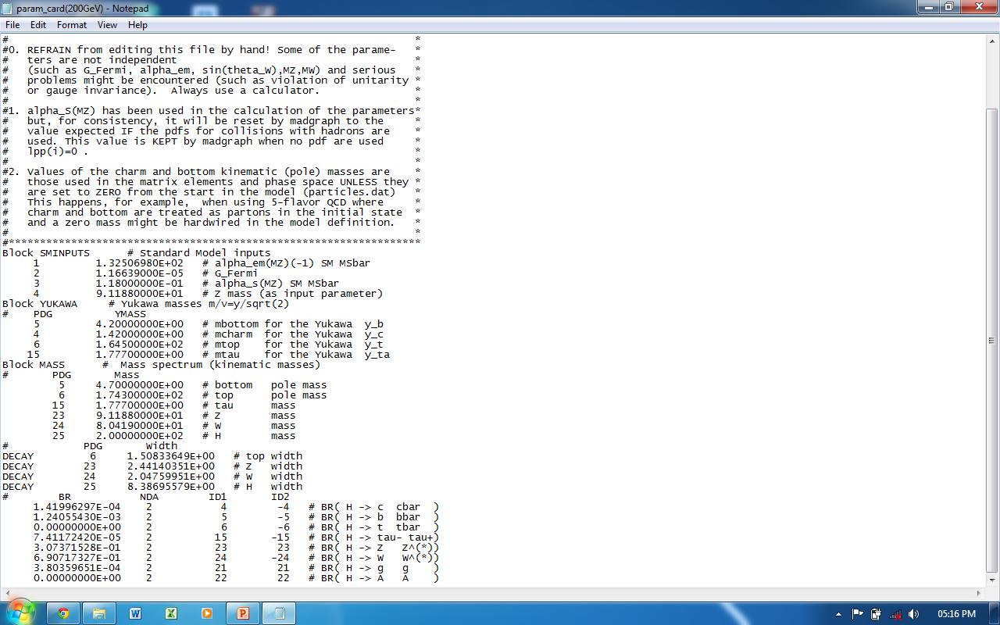 param_card(200GeV) - Notepad
File Edit Format View Help
# *
#0. REFRAIN from editing this file by hand! Some of the parame- *
# ters are not independent *
# (such as G_Fermi, alpha_em, sin(theta_W),MZ,MW) and serious *
# problems might be encountered (such as violation of unitarity *
# or gauge invariance). Always use a calculator. *
# *
#1. alpha_S(MZ) has been used in the calculation of the parameters*
# but, for consistency, it will be reset by madgraph to the *
# value expected IF the pdfs for collisions with hadrons are *
# used. This value is KEPT by madgraph when no pdf are used *
# lpp(i)=0 . *
# *
#2. Values of the charm and bottom kinematic (pole) masses are *
# those used in the matrix elements and phase space UNLESS they *
# are set to ZERO from the start in the model (particles.dat) *
# This happens, for example, when using 5-flavor QCD where *
# charm and bottom are treated as partons in the initial state *
# and a zero mass might be hardwired in the model definition. *
# *
#******************************************************************
Block SMINPUTS # Standard Model inputs
1 1.32506980E+02 # alpha_em(MZ)(-1) SM MSbar
2 1.16639000E-05 # G_Fermi
3 1.18000000E-01 # alpha_s(MZ) SM MSbar
4 9.11880000E+01 # Z mass (as input parameter)
Block YUKAWA # Yukawa masses m/v=y/sqrt(2)
# PDG YMASS
5 4.20000000E+00 # mbottom for the Yukawa y_b
4 1.42000000E+00 # mcharm for the Yukawa y_c
6 1.64500000E+02 # mtop for the Yukawa y_t
15 1.77700000E+00 # mtau for the Yukawa y_ta
Block MASS # Mass spectrum (kinematic masses)
# PDG Mass
5 4.70000000E+00 # bottom pole mass
6 1.74300000E+02 # top pole mass
15 1.77700000E+00 # tau mass
23 9.11880000E+01 # Z mass
24 8.04190000E+01 # W mass
25 2.00000000E+02 # H mass
# PDG Width
DECAY 6 1.50833649E+00 # top width
DECAY 23 2.44140351E+00 # Z width
DECAY 24 2.04759951E+00 # W width
DECAY 25 8.38695579E+00 # H width
# BR NDA ID1 ID2
1.41996297E-04 2 4 -4 # BR( H -> c cbar )
1.24055430E-03 2 5 -5 # BR( H -> b bbar )
0.00000000E+00 2 6 -6 # BR( H -> t tbar )
7.41172420E-05 2 15 -15 # BR( H -> tau- tau+)
3.07371528E-01 2 23 23 # BR( H -> Z Z^(*))
6.90717327E-01 2 24 -24 # BR( H -> W W^(*))
3.80359651E-04 2 21 21 # BR( H -> g g )
0.00000000E+00 2 22 22 # BR( H -> A A )
05:16 PM